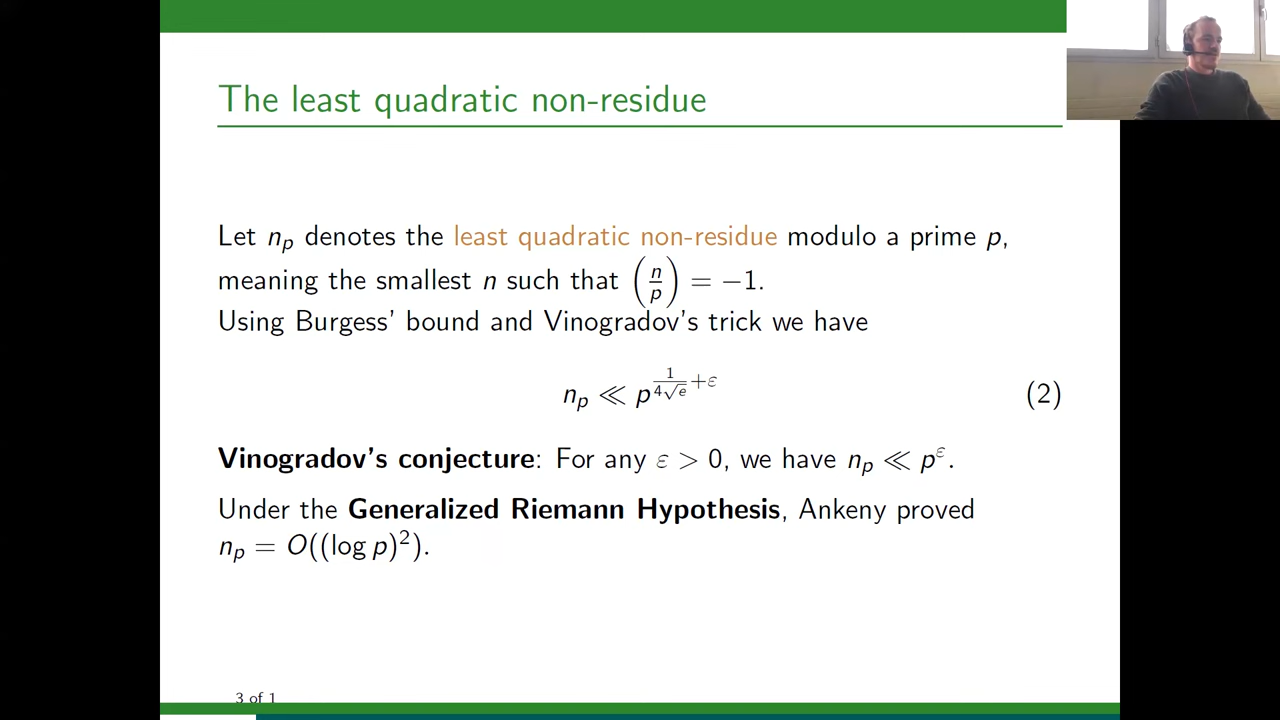 The least quadratic non-residue
Let n_p denotes the least quadratic non-residue modulo a prime p,
meaning the smallest n such that (n/p) = −1.
Using Burgess' bound and Vinogradov's trick we have
n_p ≪ p^{1/(4√e)+ε} (2)
Vinogradov's conjecture: For any ε > 0, we have n_p ≪ p^ε.
Under the Generalized Riemann Hypothesis, Ankeny proved
n_p = O((log p)^2).
3 of 1